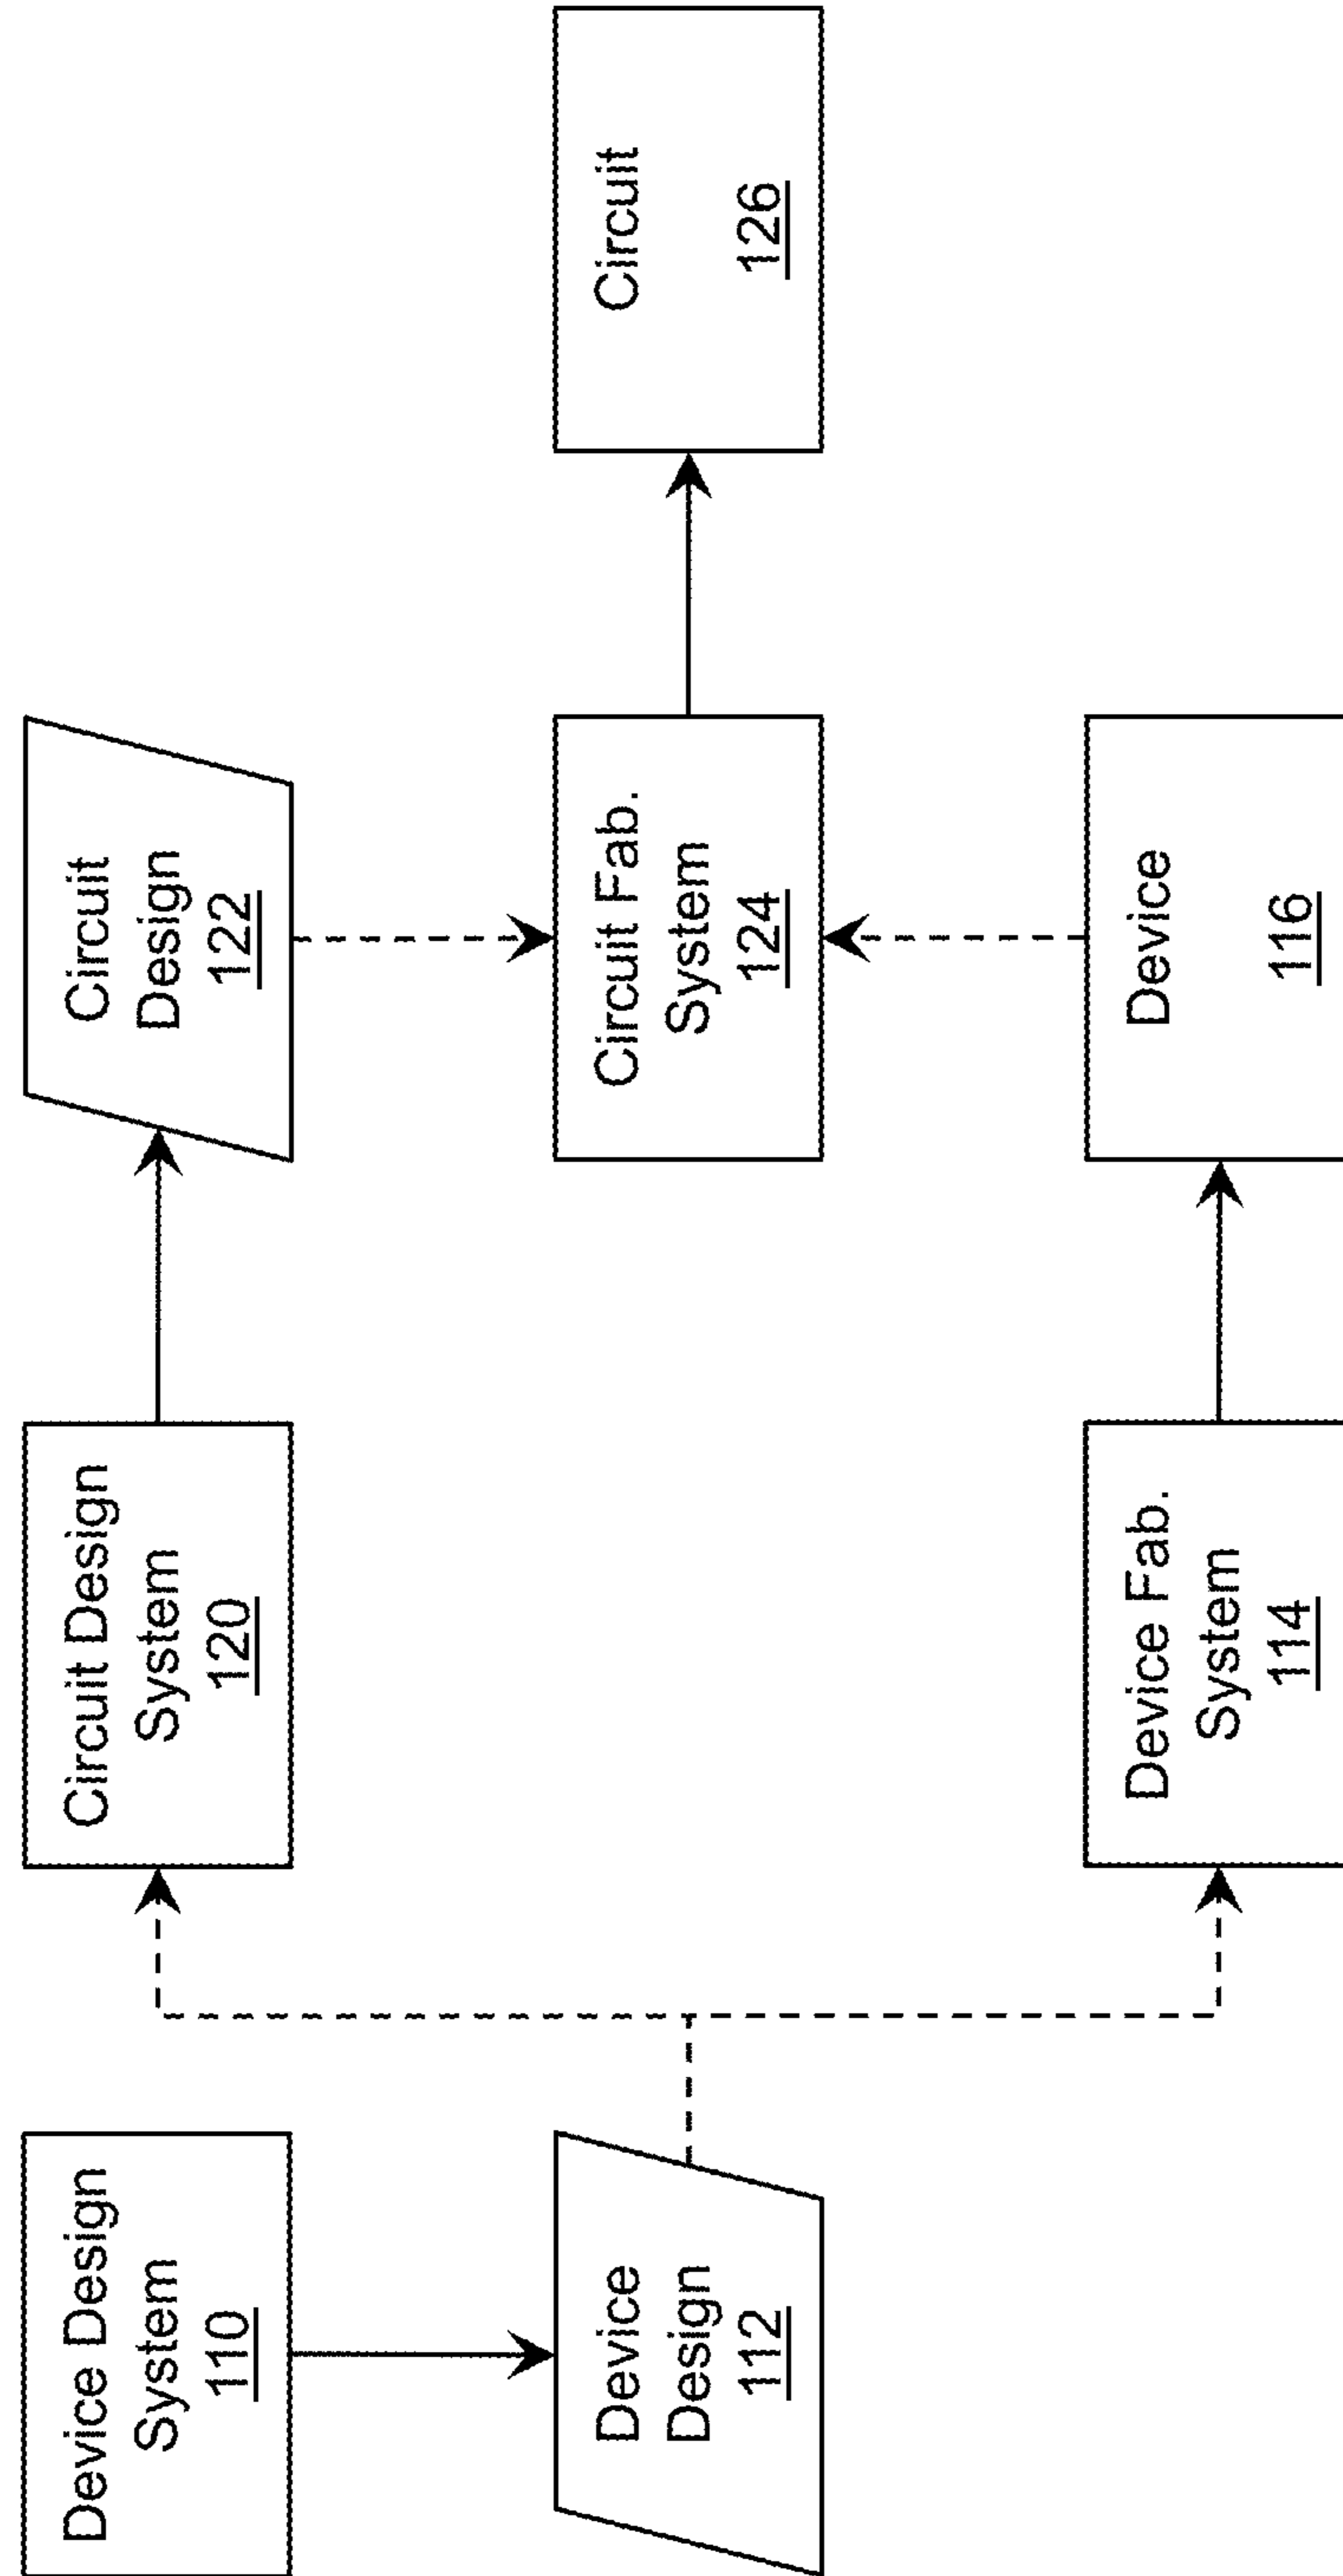 Device Design
System
110
Circuit Design
System
120
Circuit
Design
122
Device
Design
112
Circuit Fab.
System
124
Circuit
126
Device Fab.
System
114
Device
116